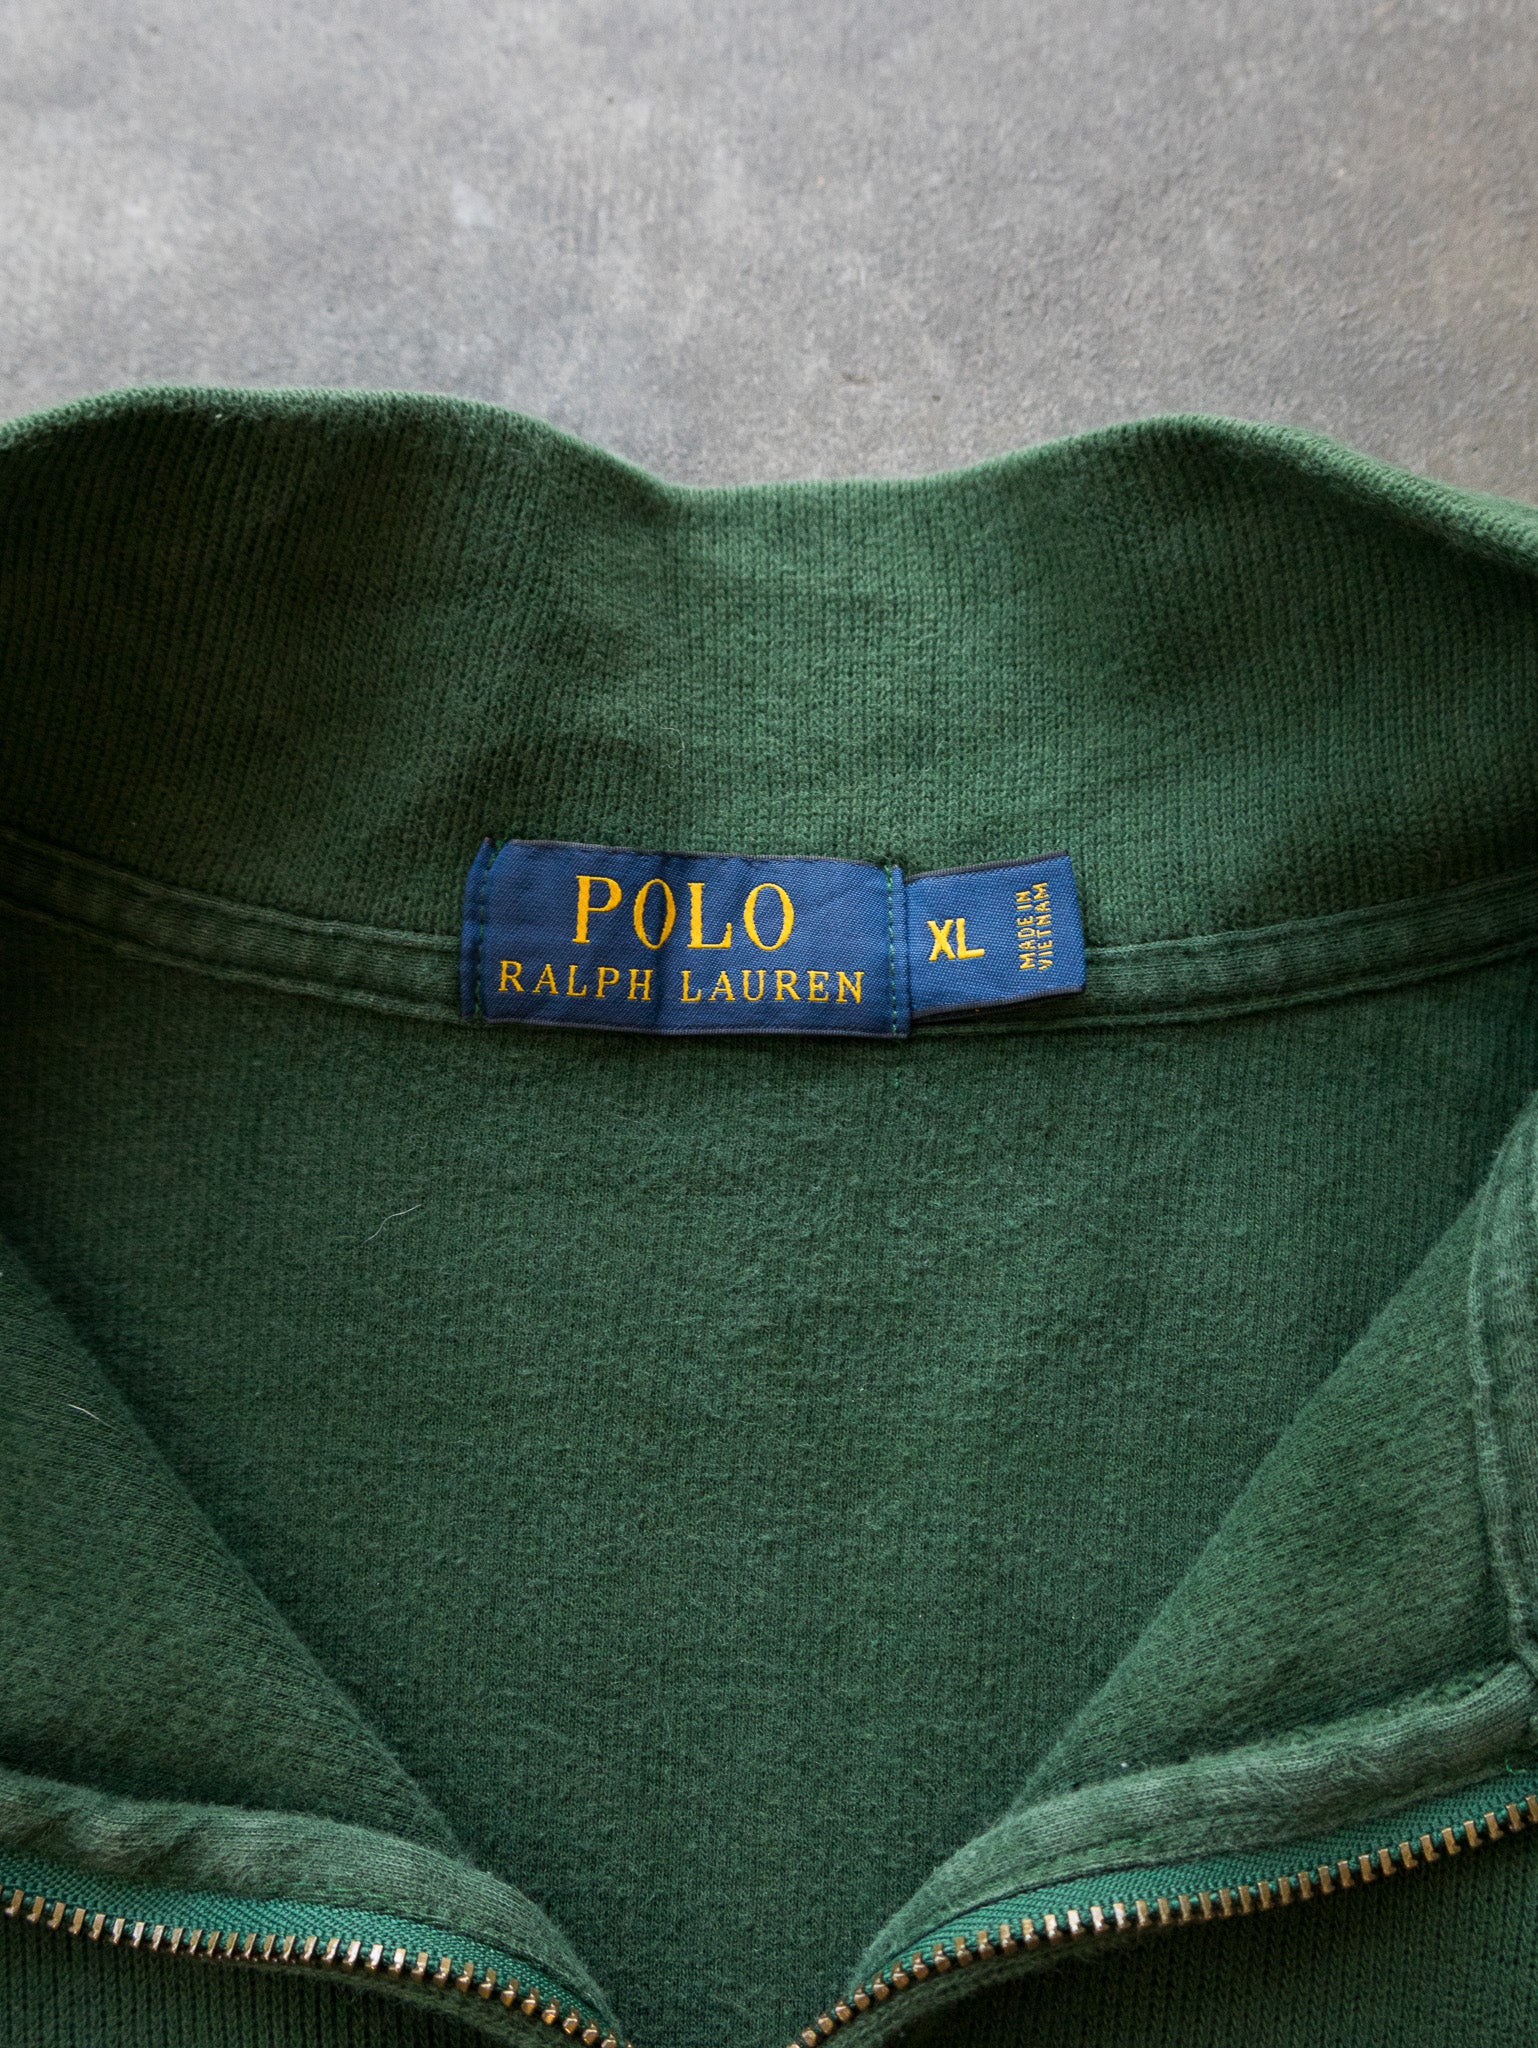 POLO
RALPH LAUREN
XL
MADE IN
VIETNAM